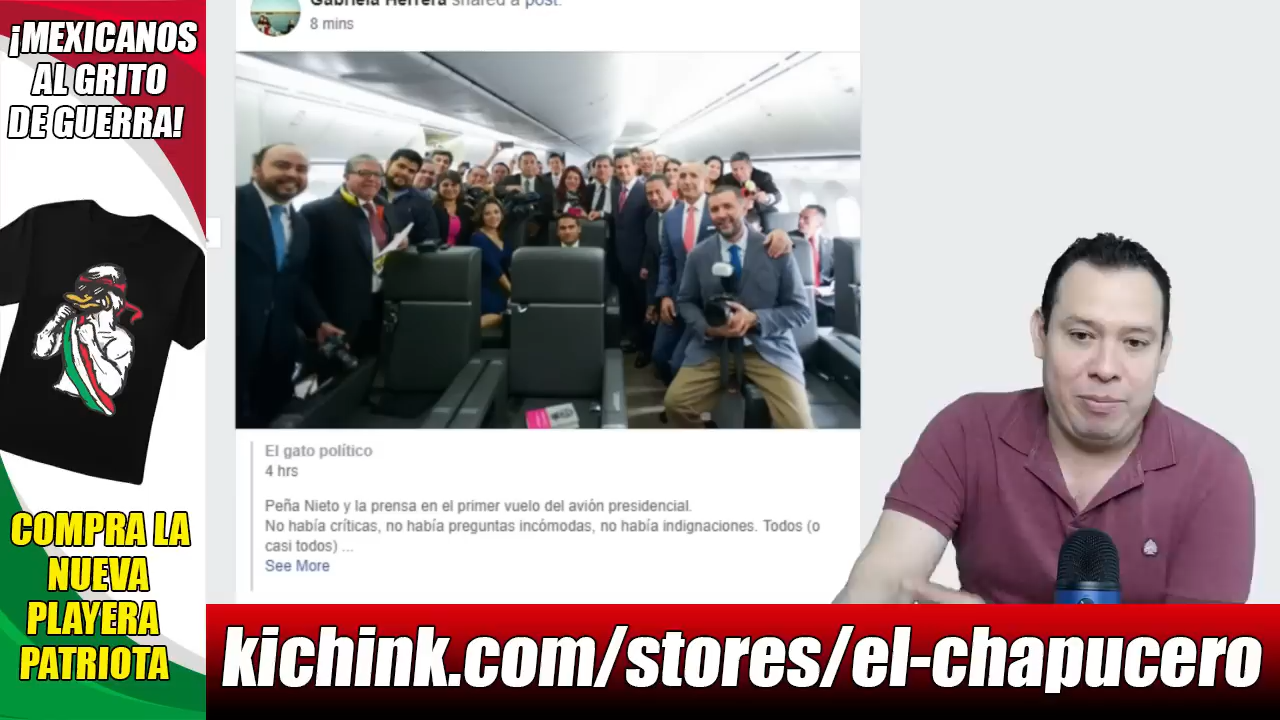 ¡MEXICANOS
AL GRITO
DE GUERRA!
COMPRA LA
NUEVA
PLAYERA
PATRIOTA
Gabriela Herrera shared a post.
8 mins
El gato político
4 hrs
Peña Nieto y la prensa en el primer vuelo del avión presidencial.
No había críticas, no había preguntas incómodas, no había indignaciones. Todos (o
casi todos) ...
See More
kichink.com/stores/el-chapucero